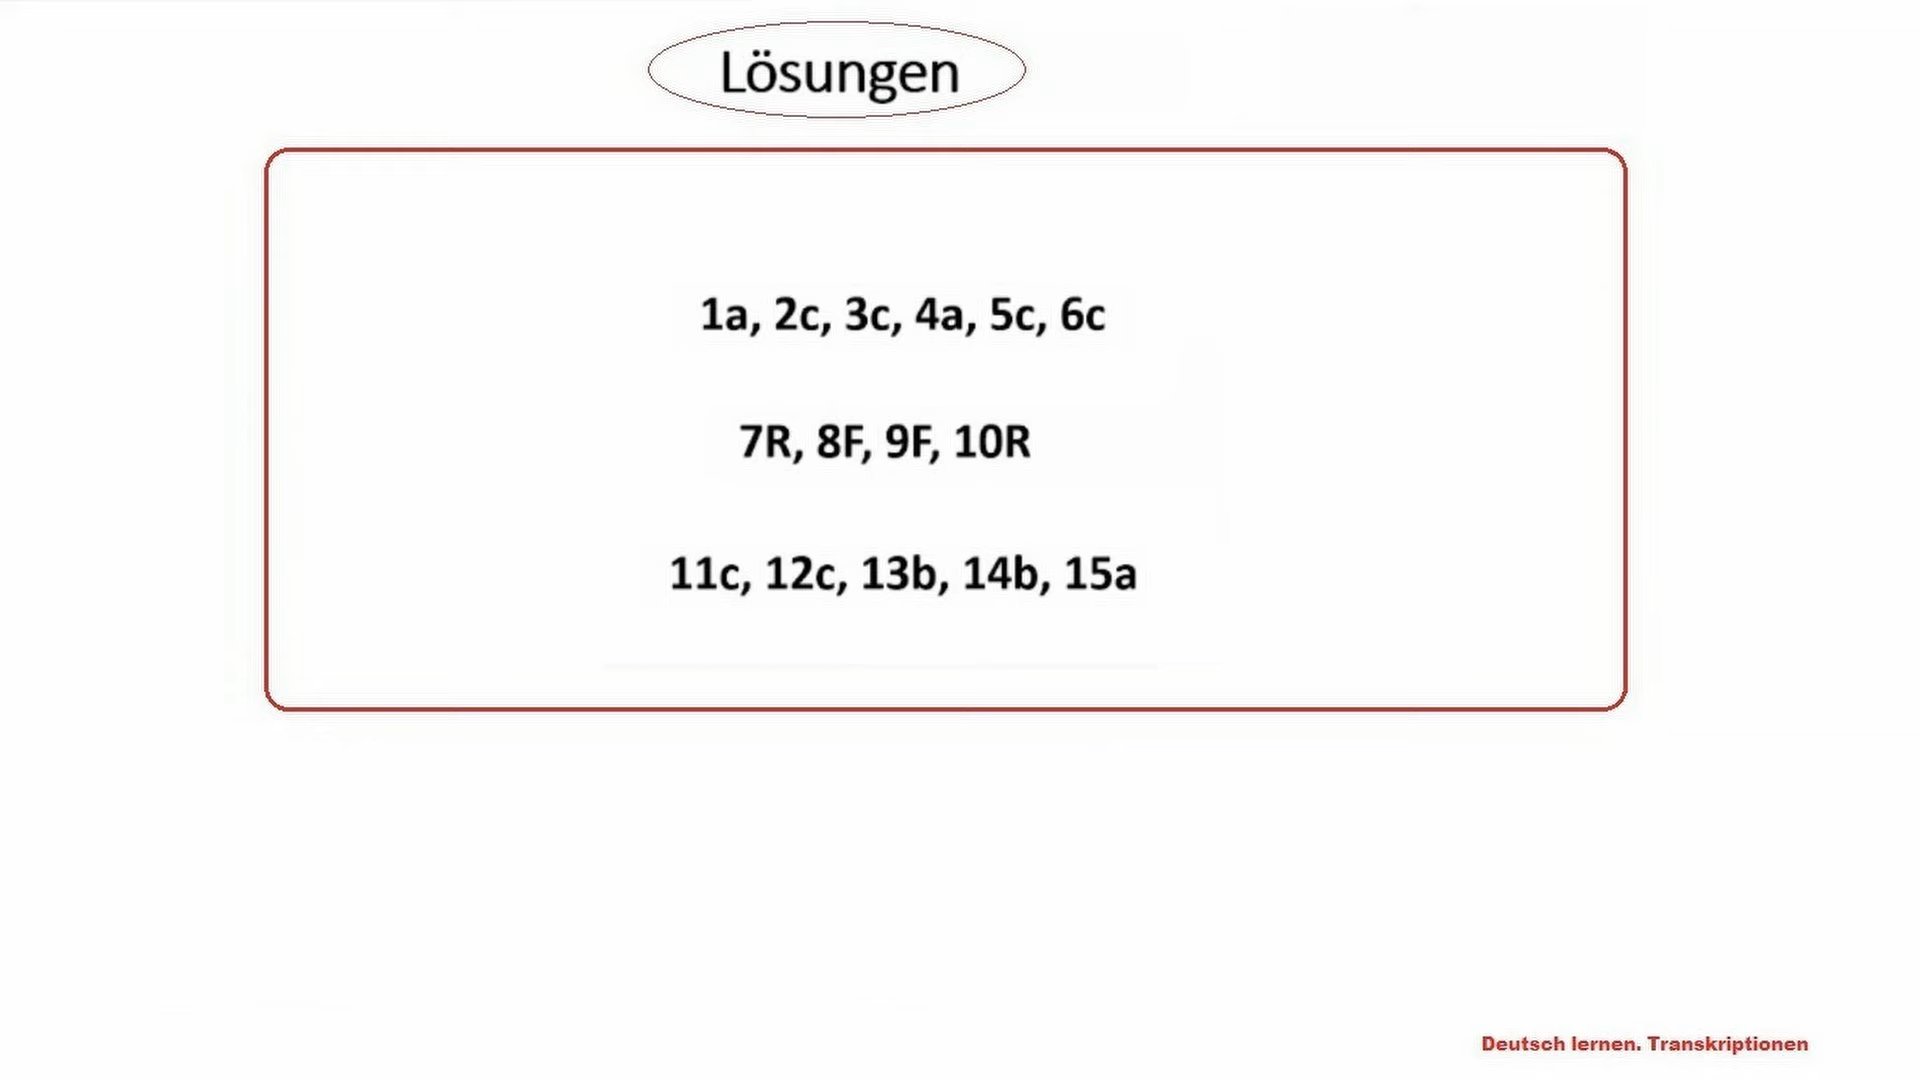 Lösungen
1a, 2c, 3c, 4a, 5c, 6c
7R, 8F, 9F, 10R
11c, 12c, 13b, 14b, 15a
Deutsch lernen. Transkriptionen